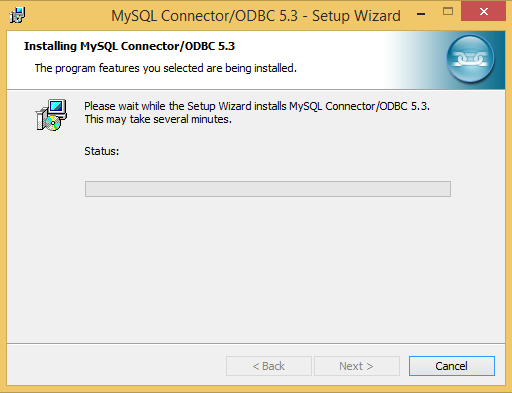 MySQL Connector/ODBC 5.3 - Setup Wizard
Installing MySQL Connector/ODBC 5.3
The program features you selected are being installed.
Please wait while the Setup Wizard installs MySQL Connector/ODBC 5.3.
This may take several minutes.
Status:
< Back
Next >
Cancel